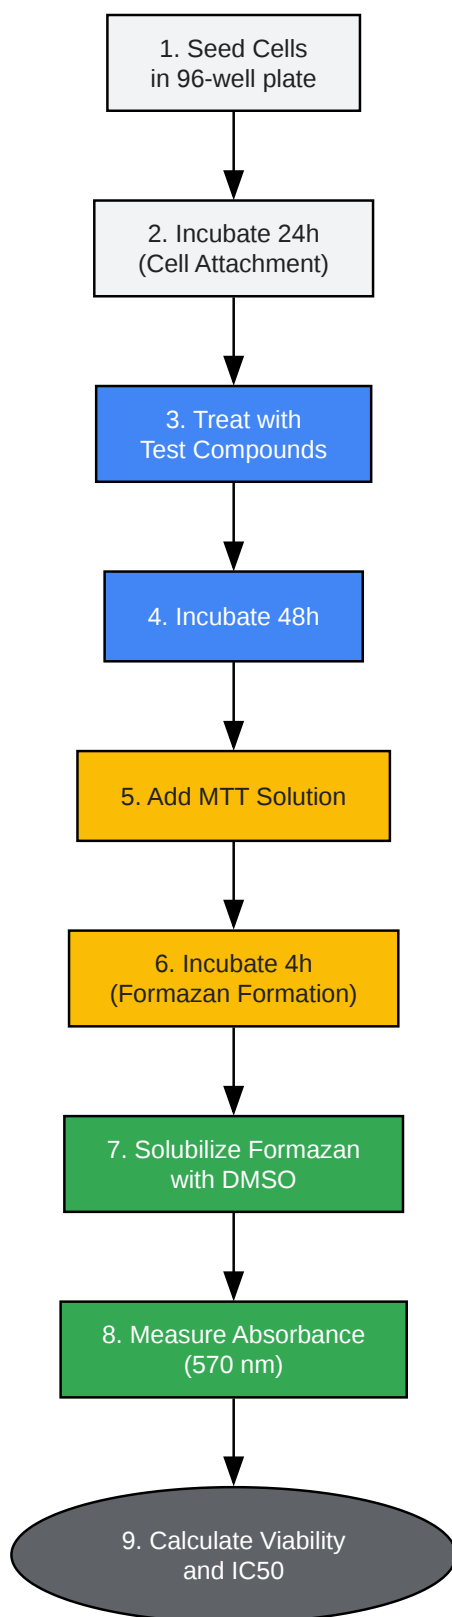 1. Seed Cells
in 96-well plate
2. Incubate 24h
(Cell Attachment)
3. Treat with
Test Compounds
4. Incubate 48h
5. Add MTT Solution
6. Incubate 4h
(Formazan Formation)
7. Solubilize Formazan
with DMSO
8. Measure Absorbance
(570 nm)
9. Calculate Viability
and IC50